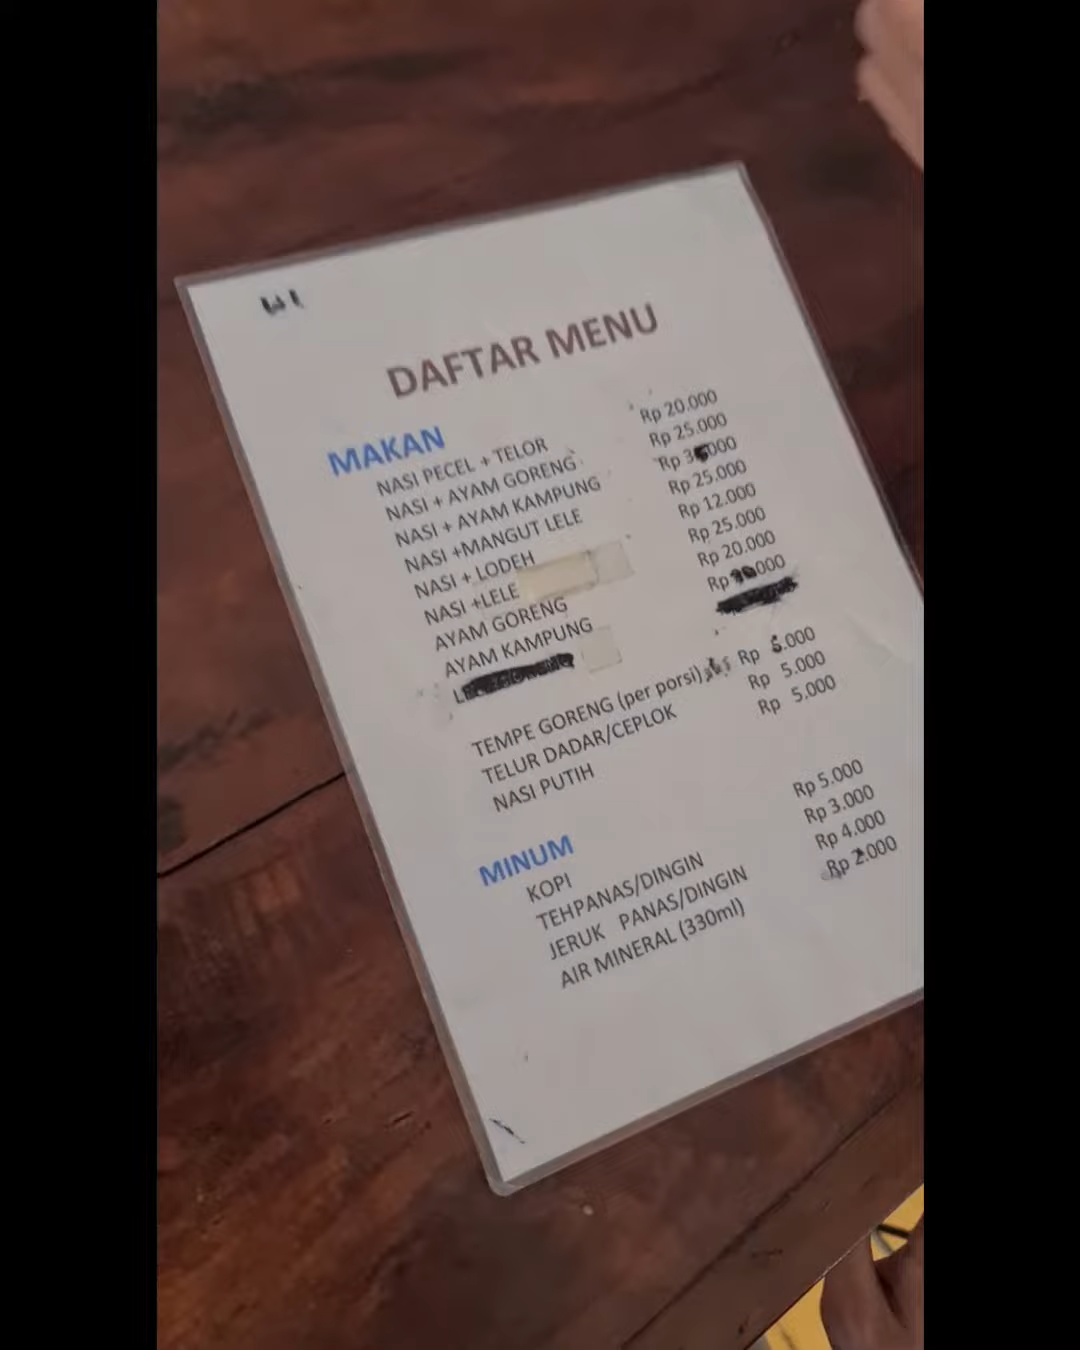 DAFTAR MENU
MAKAN
NASI PECEL + TELOR Rp 20.000
NASI + AYAM GORENG Rp 25.000
NASI + AYAM KAMPUNG Rp
NASI +MANGUT LELE Rp 25.000
NASI + LODEH Rp 12.000
NASI +LELE Rp 25.000
AYAM GORENG Rp 20.000
AYAM KAMPUNG Rp
TEMPE GORENG (per porsi) Rp
TELUR DADAR/CEPLOK Rp 5.000
NASI PUTIH Rp 5.000
MINUM
KOPI Rp 5.000
TEHPANAS/DINGIN Rp 3.000
JERUK PANAS/DINGIN Rp 4.000
AIR MINERAL (330ml) Rp 2.000